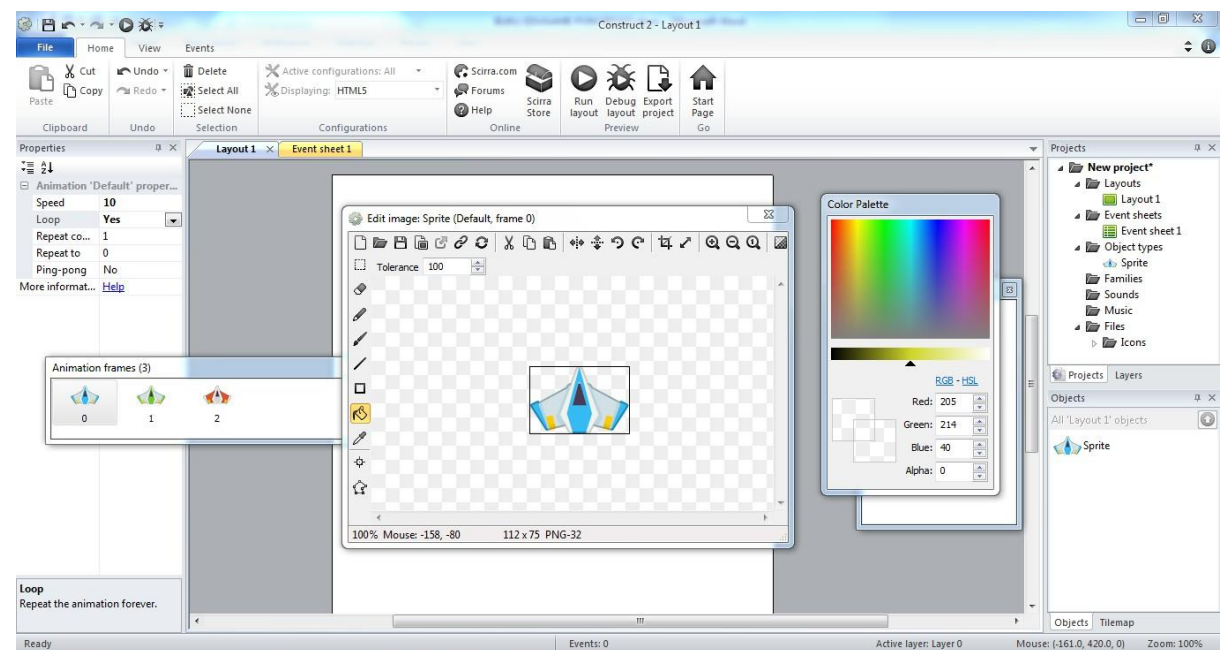 Construct 2 - Layout 1
File Home View Events
Paste
Cut
Copy
Clipboard
Undo
Redo
Undo
Delete
Select All
Select None
Selection
Active configurations: All
Displaying: HTML5
Configurations
Scirra.com
Forums
Help
Scirra Store
Online
Run layout
Debug layout
Export project
Preview
Start Page
Go
Properties
Animation 'Default' proper...
Speed 10
Loop Yes
Repeat co... 1
Repeat to 0
Ping-pong No
More informat... Help
Layout 1
Event sheet 1
Edit image: Sprite (Default, frame 0)
Tolerance 100
100% Mouse: -158, -80 112 x 75 PNG-32
Animation frames (3)
0 1 2
Color Palette
RGB - HSL
Red: 205
Green: 214
Blue: 40
Alpha: 0
Projects
New project*
Layouts
Layout 1
Event sheets
Event sheet 1
Object types
Sprite
Families
Sounds
Music
Files
Icons
Projects Layers
Objects
All 'Layout 1' objects
Sprite
Objects Tilemap
Loop
Repeat the animation forever.
Ready Events: 0 Active layer: Layer 0 Mouse: (-161.0, 420.0, 0) Zoom: 100%